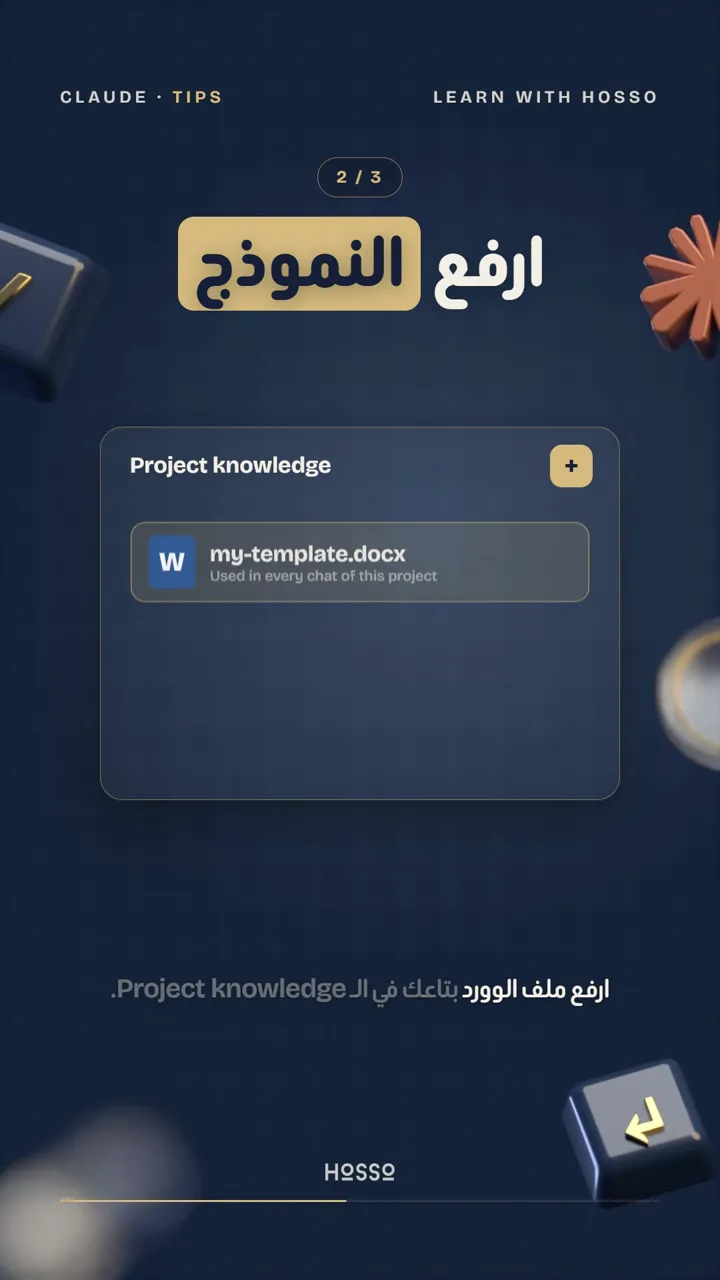 CLAUDE · TIPS
LEARN WITH HOSSO
2 / 3
ارفع النموذج
Project knowledge
+
W
my-template.docx
Used in every chat of this project
ارفع ملف الوورد بتاعك في الـ Project knowledge.
HOSSO